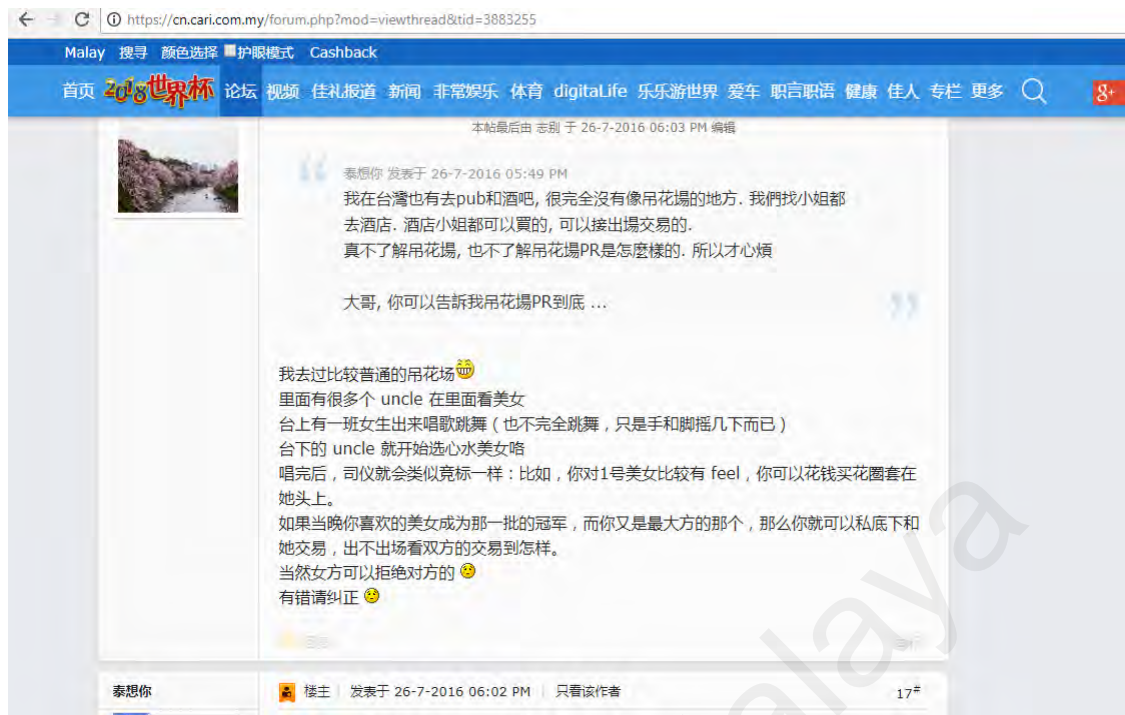 https://cn.cari.com.my/forum.php?mod=viewthread&tid=3883255
Malay 搜寻 颜色选择 护眼模式 Cashback
首页 2018世界杯 论坛 视频 佳礼报道 新闻 非常娱乐 体育 digitaLife 乐乐游世界 爱车 职言职语 健康 佳人 专栏 更多 8+
本帖最后由 志别 于 26-7-2016 06:03 PM 编辑
泰想你 发表于 26-7-2016 05:49 PM
我在台灣也有去pub和酒吧, 很完全沒有像吊花場的地方. 我們找小姐都
去酒店. 酒店小姐都可以買的, 可以接出場交易的.
真不了解吊花場, 也不了解吊花場PR是怎麼樣的. 所以才心煩
大哥, 你可以告訴我吊花場PR到底 ...
我去过比较普通的吊花场
里面有很多个 uncle 在里面看美女
台上有一班女生出来唱歌跳舞 ( 也不完全跳舞 , 只是手和脚摇几下而已 )
台下的 uncle 就开始选心水美女咯
唱完后 , 司仪就会类似竞标一样 : 比如 , 你对1号美女比较有 feel , 你可以花钱买花圈套在
她头上。
如果当晚你喜欢的美女成为那一批的冠军 , 而你又是最大方的那个 , 那么你就可以私底下和
她交易 , 出不出场看双方的交易到怎样。
当然女方可以拒绝对方的
有错请纠正
泰想你 楼主 发表于 26-7-2016 06:02 PM 只看该作者 17#
alaya